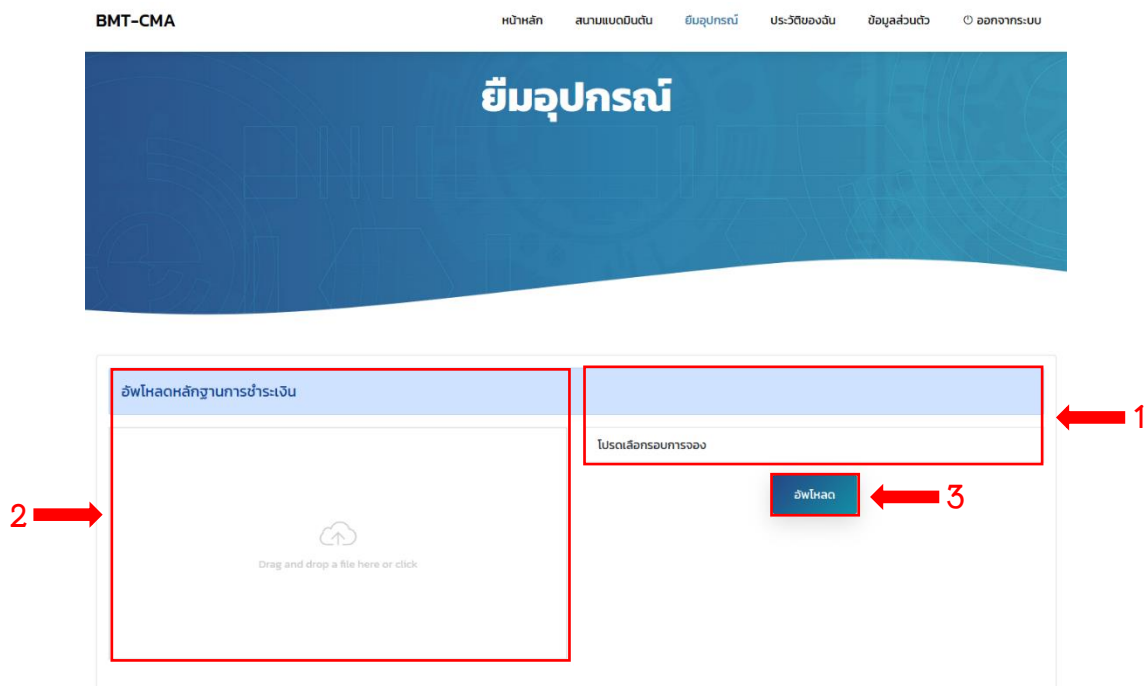 BMT-CMA หน้าหลัก สนามแบดมินตัน ยืมอุปกรณ์ ประวัติของฉัน ข้อมูลส่วนตัว ออกจากระบบ
ยืมอุปกรณ์
อัพโหลดหลักฐานการชำระเงิน
1
โปรดเลือกรอบการจอง
อัพโหลด 3
2
Drag and drop a file here or click